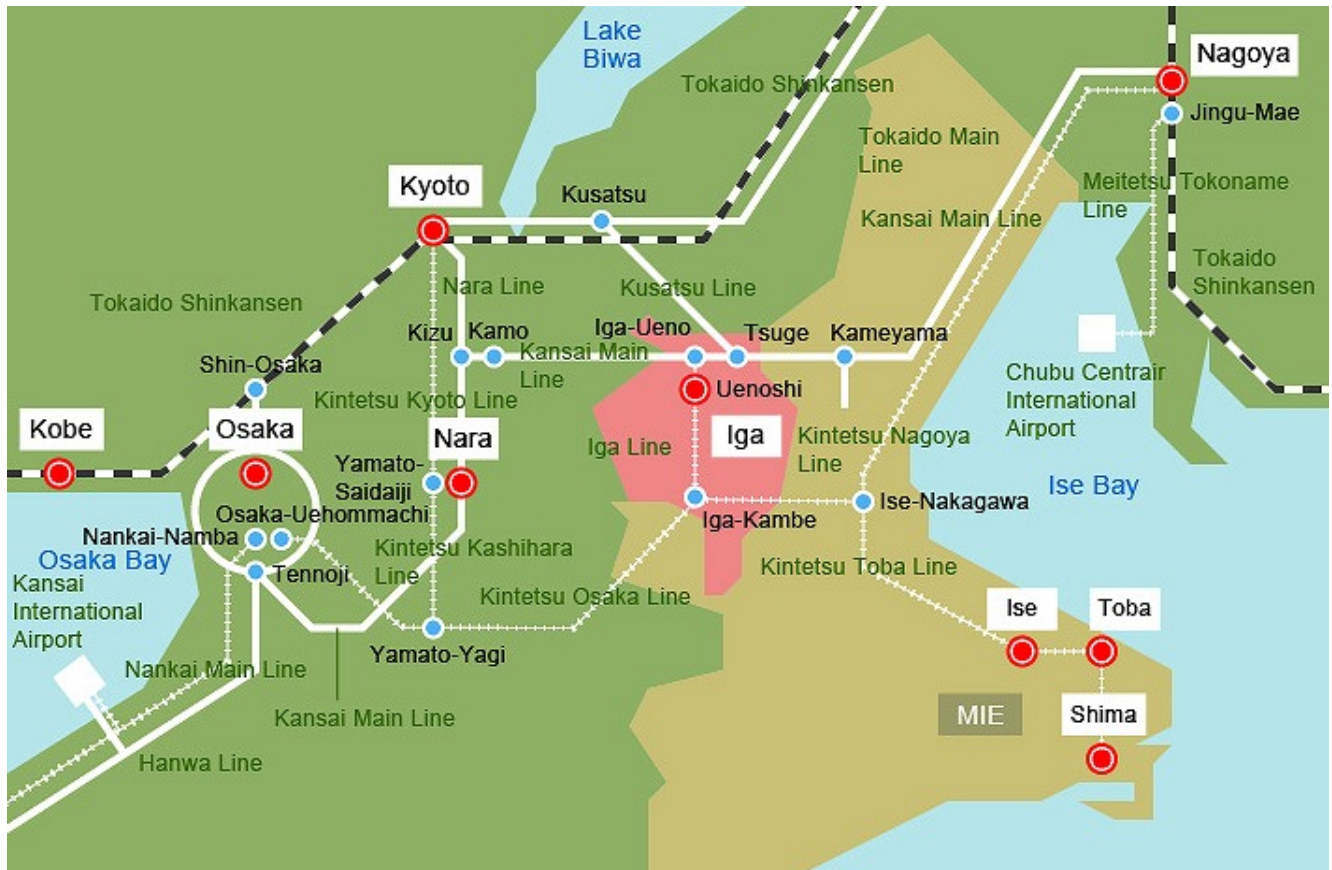 Lake
Biwa
Nagoya
Tokaido Shinkansen
Jingu-Mae
Tokaido Main
Line
Kyoto
Kusatsu
Meitetsu Tokoname
Line
Kansai Main Line
Tokaido
Shinkansen
Nara Line
Kusatsu Line
Tokaido Shinkansen
Kizu
Kamo
Iga-Ueno
Tsuge
Kameyama
Kansai Main
Line
Shin-Osaka
Chubu Centrair
International
Airport
Kintetsu Kyoto Line
Uenoshi
Kobe
Osaka
Nara
Iga Line
Iga
Kintetsu Nagoya
Line
Yamato-
Saidaiji
Ise Bay
Ise-Nakagawa
Osaka-Uehommachi
Iga-Kambe
Nankai-Namba
Osaka Bay
Tennoji
Kintetsu Kashihara
Line
Kintetsu Toba Line
Kansai
International
Airport
Kintetsu Osaka Line
Ise
Toba
Yamato-Yagi
Nankai Main Line
Kansai Main Line
MIE
Shima
Hanwa Line